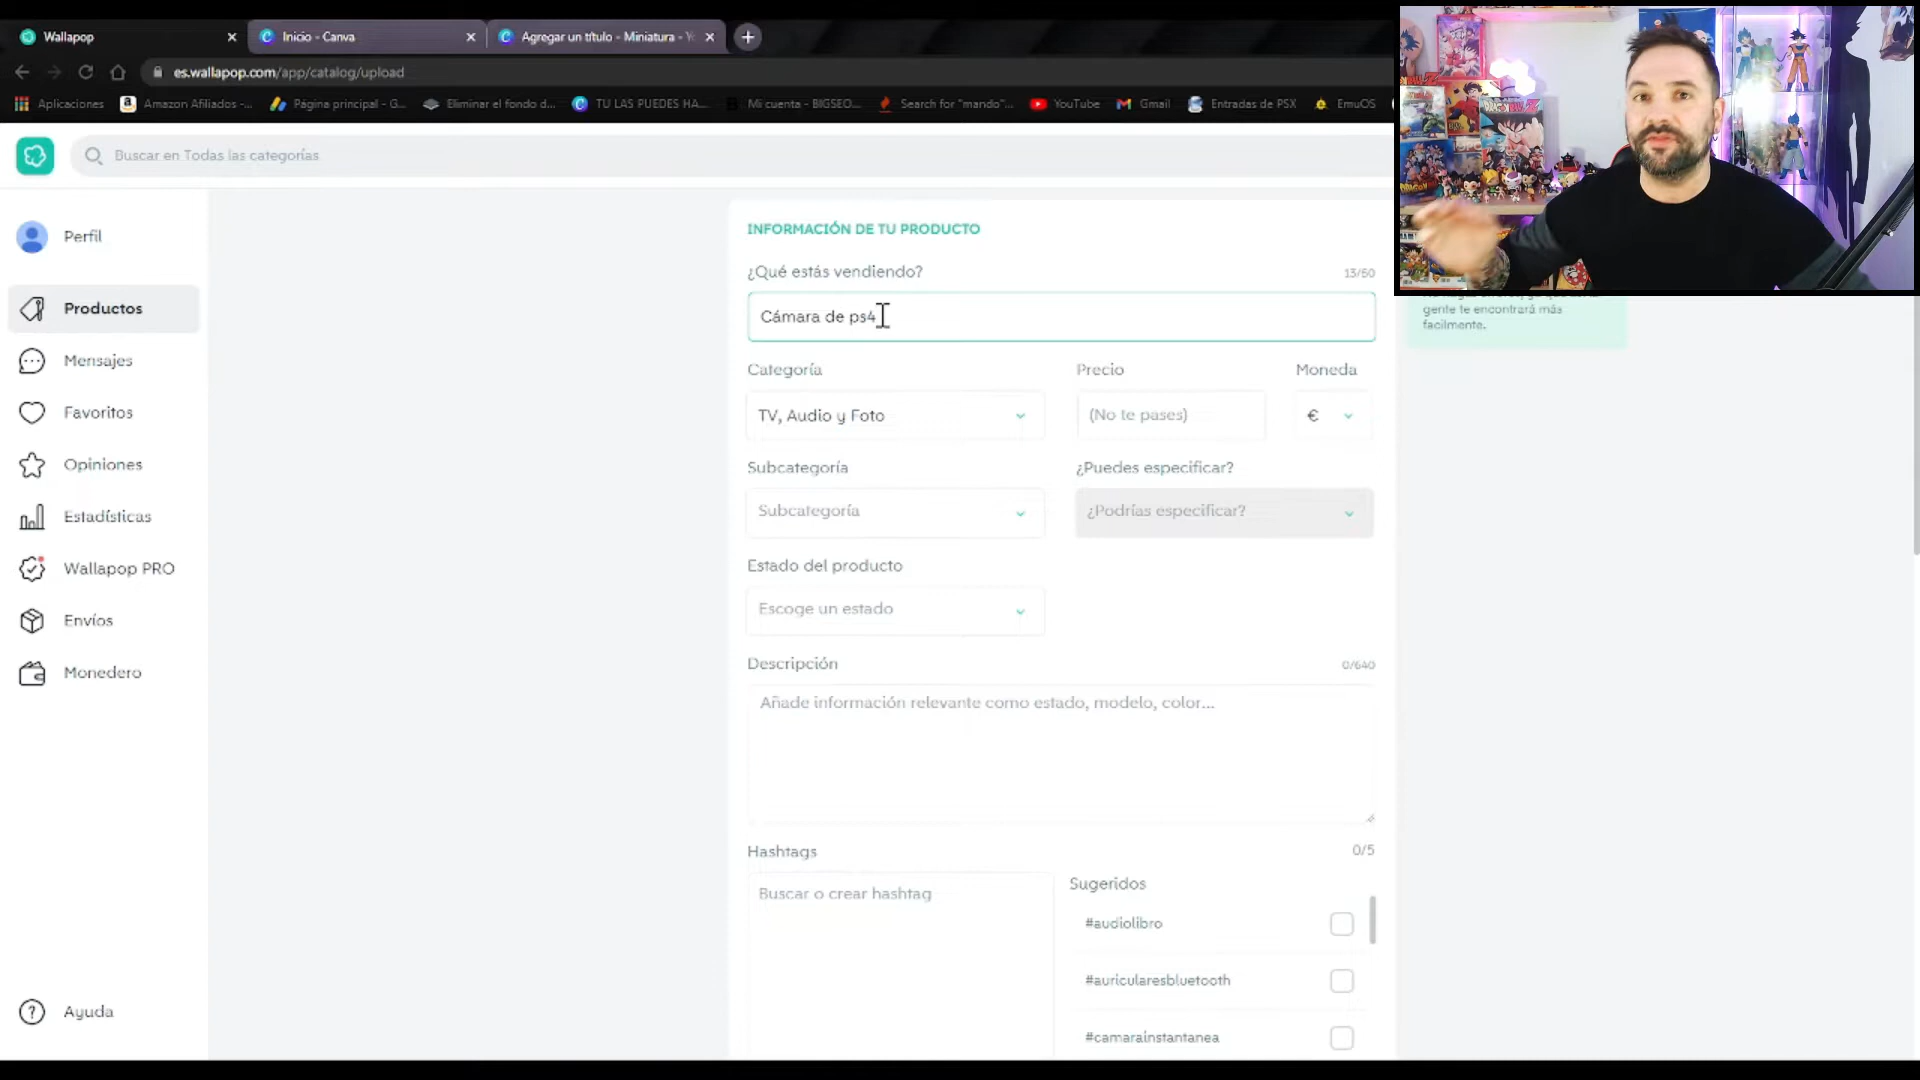 Wallapop
Inicio - Canva
Agregar un título - Miniatura - Y
es.wallapop.com/app/catalog/upload
Aplicaciones
Amazon Afiliados -...
Página principal - G...
Eliminar el fondo d...
TU LAS PUEDES HA...
Mi cuenta - BIGSEO...
Search for "mando"...
YouTube
Gmail
Entradas de PSX
EmuOS
Buscar en Todas las categorías
Perfil
Productos
Mensajes
Favoritos
Opiniones
Estadísticas
Wallapop PRO
Envíos
Monedero
Ayuda
INFORMACIÓN DE TU PRODUCTO
¿Qué estás vendiendo?
13/50
Cámara de ps4
Categoría
Precio
Moneda
TV, Audio y Foto
(No te pases)
€
Subcategoría
¿Puedes especificar?
Subcategoría
¿Podrías especificar?
Estado del producto
Escoge un estado
Descripción
0/640
Añade información relevante como estado, modelo, color...
Hashtags
0/5
Buscar o crear hashtag
Sugeridos
#audiolibro
#auricularesbluetooth
#camarainstantanea
gente te encontrará más
facilmente.